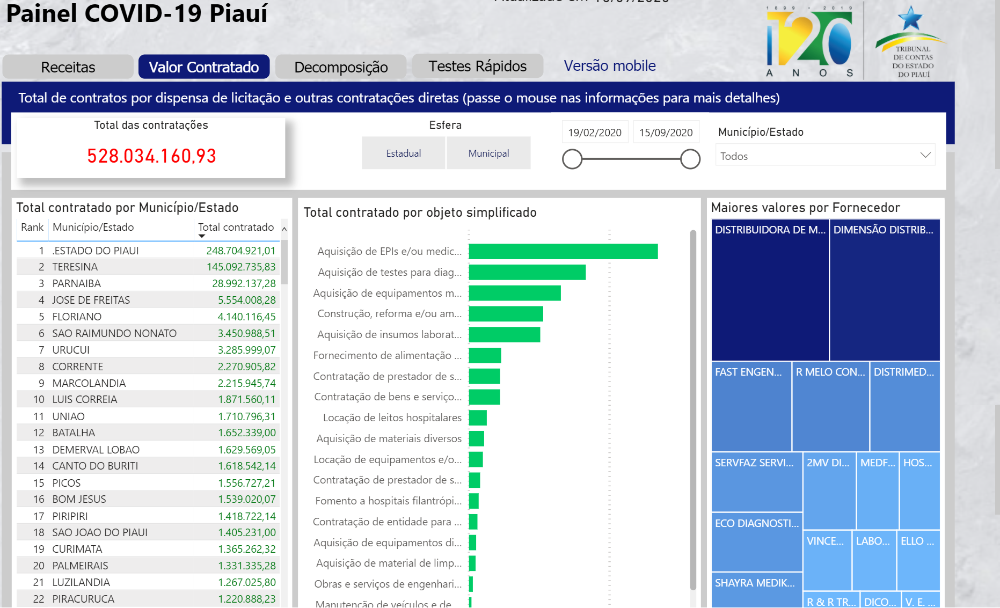 Painel COVID-19 Piauí
1899 - 2019
120
ANOS
TRIBUNAL
DE CONTAS
DO ESTADO
DO PIAUÍ
Receitas
Valor Contratado
Decomposição
Testes Rápidos
Versão mobile
Total de contratos por dispensa de licitação e outras contratações diretas (passe o mouse nas informações para mais detalhes)
Total das contratações
528.034.160,93
Esfera
Estadual
Municipal
19/02/2020
15/09/2020
Município/Estado
Todos
Total contratado por Município/Estado
Rank Município/Estado Total contratado
1 .ESTADO DO PIAUI 248.704.921,01
2 TERESINA 145.092.735,83
3 PARNAIBA 28.992.137,28
4 JOSE DE FREITAS 5.554.008,28
5 FLORIANO 4.140.116,45
6 SAO RAIMUNDO NONATO 3.450.988,51
7 URUCUI 3.285.999,07
8 CORRENTE 2.270.905,82
9 MARCOLANDIA 2.215.945,74
10 LUIS CORREIA 1.871.560,11
11 UNIAO 1.710.796,31
12 BATALHA 1.652.339,00
13 DEMERVAL LOBAO 1.629.569,05
14 CANTO DO BURITI 1.618.542,14
15 PICOS 1.556.727,21
16 BOM JESUS 1.539.020,07
17 PIRIPIRI 1.418.722,14
18 SAO JOAO DO PIAUI 1.405.231,00
19 CURIMATA 1.365.262,32
20 PALMEIRAIS 1.331.335,28
21 LUZILANDIA 1.267.025,80
22 PIRACURUCA 1.220.888,23
Total contratado por objeto simplificado
Aquisição de EPIs e/ou medic...
Aquisição de testes para diag...
Aquisição de equipamentos m...
Construção, reforma e/ou am...
Aquisição de insumos laborat...
Fornecimento de alimentação ...
Contratação de prestador de s...
Contratação de bens e serviço...
Locação de leitos hospitalares
Aquisição de materiais diversos
Locação de equipamentos e/o...
Contratação de prestador de s...
Fomento a hospitais filantrópi...
Contratação de entidade para ...
Aquisição de equipamentos di...
Aquisição de material de limp...
Obras e serviços de engenhari...
Manutenção de veículos e de
Maiores valores por Fornecedor
DISTRIBUIDORA DE M...
DIMENSÃO DISTRIB...
FAST ENGEN...
R MELO CON...
DISTRIMED...
SERVFAZ SERVI...
2MV DI...
MEDF...
HOS...
ECO DIAGNOSTI...
VINCE...
LABO...
ELLO ...
SHAYRA MEDIK...
R & R TR...
DICO...
V. E. ...